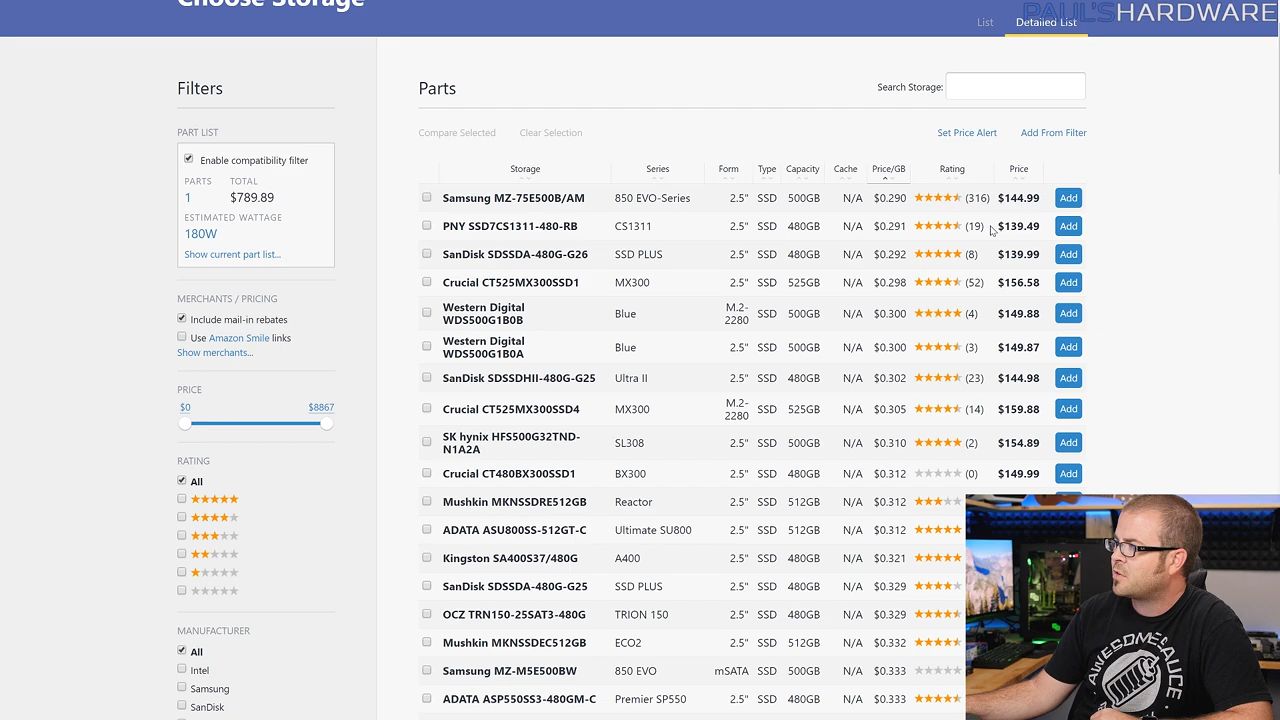 Choose Storage
PAUL'SHARDWARE
List Detailed List
Filters
PART LIST
Enable compatibility filter
PARTS TOTAL
1 $789.89
ESTIMATED WATTAGE
180W
Show current part list...
MERCHANTS / PRICING
Include mail-in rebates
Use Amazon Smile links
Show merchants...
PRICE
$0 $8867
RATING
All
MANUFACTURER
All
Intel
Samsung
SanDisk
Parts
Search Storage:
Compare Selected Clear Selection Set Price Alert Add From Filter
Storage Series Form Type Capacity Cache Price/GB Rating Price
Samsung MZ-75E500B/AM 850 EVO-Series 2.5" SSD 500GB N/A $0.290 (316) $144.99 Add
PNY SSD7CS1311-480-RB CS1311 2.5" SSD 480GB N/A $0.291 (19) $139.49 Add
SanDisk SDSSDA-480G-G26 SSD PLUS 2.5" SSD 480GB N/A $0.292 (8) $139.99 Add
Crucial CT525MX300SSD1 MX300 2.5" SSD 525GB N/A $0.298 (52) $156.58 Add
Western Digital WDS500G1B0B Blue M.2-2280 SSD 500GB N/A $0.300 (4) $149.88 Add
Western Digital WDS500G1B0A Blue 2.5" SSD 500GB N/A $0.300 (3) $149.87 Add
SanDisk SDSSDHII-480G-G25 Ultra II 2.5" SSD 480GB N/A $0.302 (23) $144.98 Add
Crucial CT525MX300SSD4 MX300 M.2-2280 SSD 525GB N/A $0.305 (14) $159.88 Add
SK hynix HFS500G32TND-N1A2A SL308 2.5" SSD 500GB N/A $0.310 (2) $154.89 Add
Crucial CT480BX300SSD1 BX300 2.5" SSD 480GB N/A $0.312 (0) $149.99 Add
Mushkin MKNSSDRE512GB Reactor 2.5" SSD 512GB N/A $0.312
ADATA ASU800SS-512GT-C Ultimate SU800 2.5" SSD 512GB N/A $0.312
Kingston SA400S37/480G A400 2.5" SSD 480GB N/A $0.321
SanDisk SDSSDA-480G-G25 SSD PLUS 2.5" SSD 480GB N/A $0.329
OCZ TRN150-25SAT3-480G TRION 150 2.5" SSD 480GB N/A $0.329
Mushkin MKNSSDEC512GB ECO2 2.5" SSD 512GB N/A $0.332
Samsung MZ-M5E500BW 850 EVO mSATA SSD 500GB N/A $0.333
ADATA ASP550SS3-480GM-C Premier SP550 2.5" SSD 480GB N/A $0.333
AWESOMESAUCE